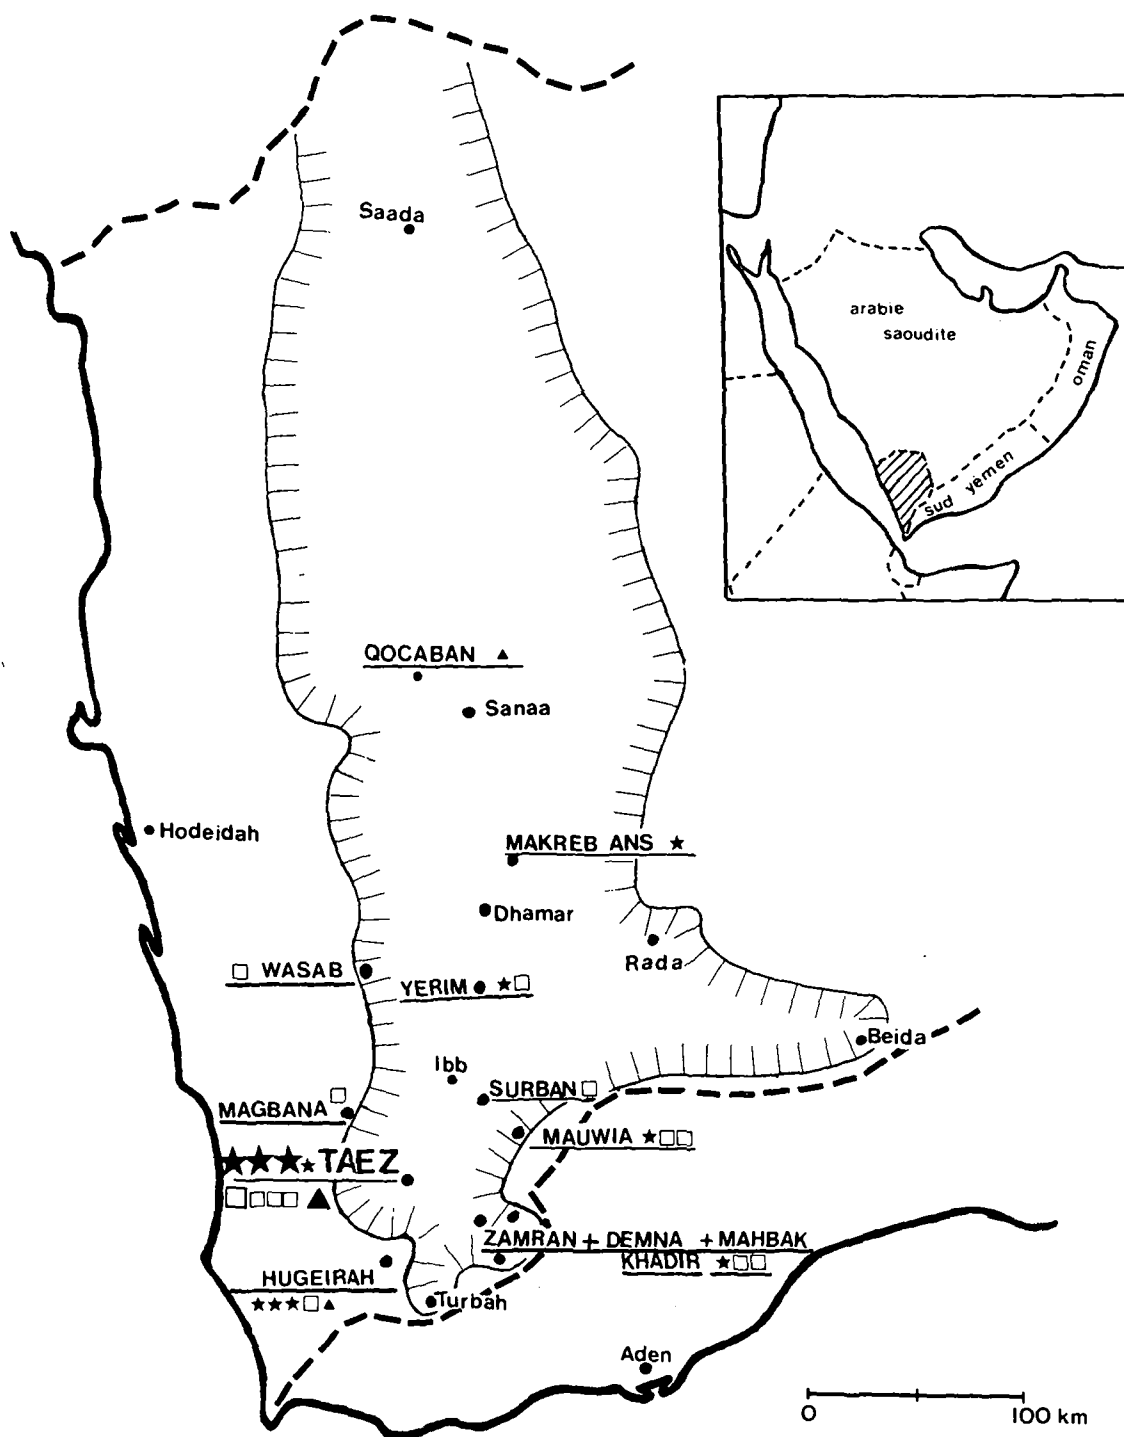 Saada
arabie
saoudite
oman
sud yémen
QOCABAN
Sanaa
Hodeidah
MAKREB ANS
Dhamar
Rada
WASAB
YERIM
Beida
Ibb
SURBAN
MAGBANA
MAUWIA
TAEZ
ZAMRAN + DEMNA + MAHBAK
KHADIR
HUGEIRAH
Turbah
Aden
0 100 km